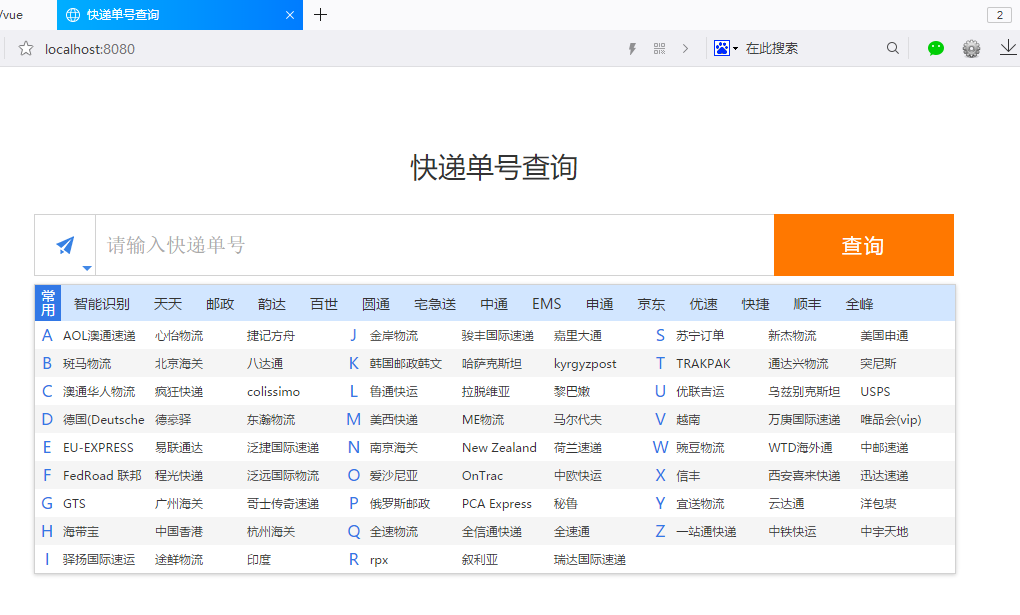 /vue 快递单号查询 2
localhost:8080 在此搜索
快递单号查询
请输入快递单号 查询
常用 智能识别 天天 邮政 韵达 百世 圆通 宅急送 中通 EMS 申通 京东 优速 快捷 顺丰 全峰
A AOL澳通速递 心怡物流 捷记方舟 J 金岸物流 骏丰国际速递 嘉里大通 S 苏宁订单 新杰物流 美国申通
B 斑马物流 北京海关 八达通 K 韩国邮政韩文 哈萨克斯坦 kyrgyzpost T TRAKPAK 通达兴物流 突尼斯
C 澳通华人物流 疯狂快递 colissimo L 鲁通快运 拉脱维亚 黎巴嫩 U 优联吉运 乌兹别克斯坦 USPS
D 德国(Deutsche 德豪驿 东瀚物流 M 美西快递 ME物流 马尔代夫 V 越南 万庚国际速递 唯品会(vip)
E EU-EXPRESS 易联通达 泛捷国际速递 N 南京海关 New Zealand 荷兰速递 W 豌豆物流 WTD海外通 中邮速递
F FedRoad 联邦 程光快递 泛远国际物流 O 爱沙尼亚 OnTrac 中欧快运 X 信丰 西安喜来快递 迅达速递
G GTS 广州海关 哥士传奇速递 P 俄罗斯邮政 PCA Express 秘鲁 Y 宜送物流 云达通 洋包裹
H 海带宝 中国香港 杭州海关 Q 全速物流 全信通快递 全速通 Z 一站通快递 中铁快运 中宇天地
I 驿扬国际速运 途鲜物流 印度 R rpx 叙利亚 瑞达国际速递